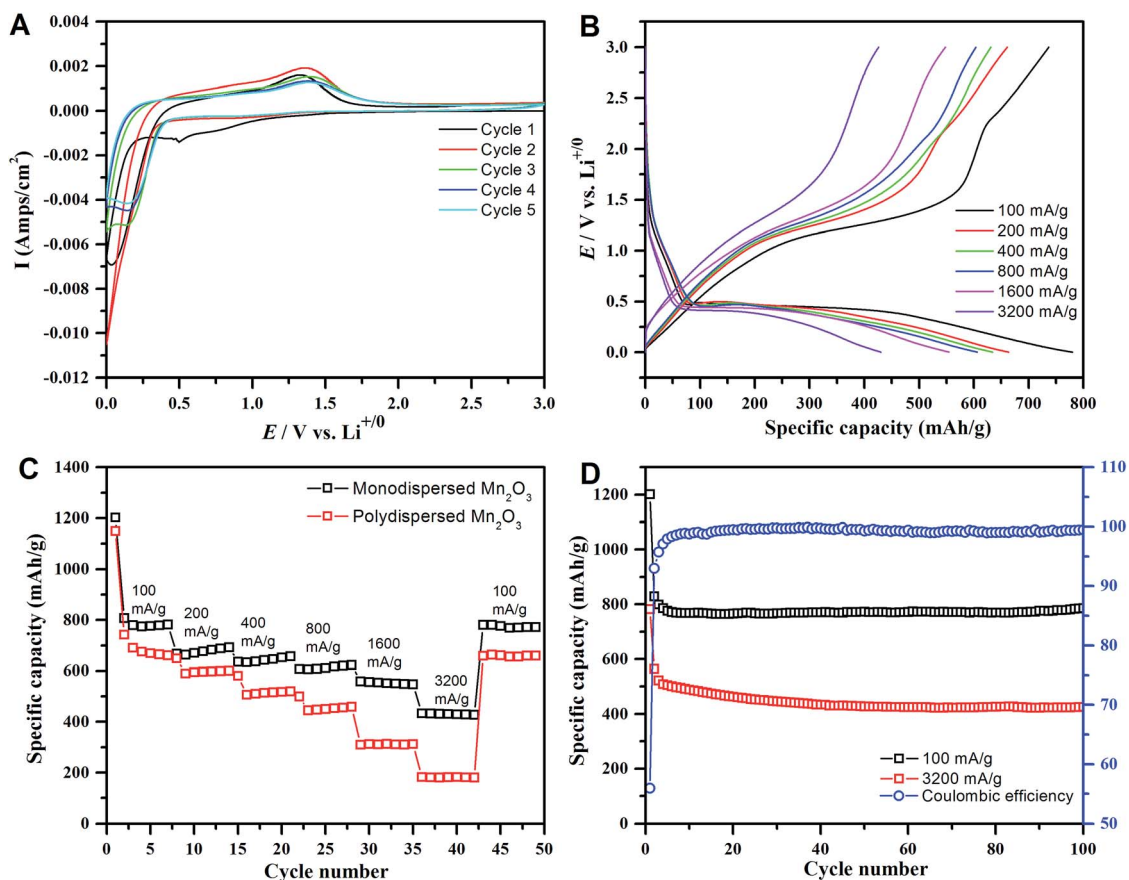 A
0.004
0.002
0.000
-0.002
-0.004
-0.006
-0.008
-0.010
-0.012
I (Amps/cm²)
Cycle 1
Cycle 2
Cycle 3
Cycle 4
Cycle 5
0.0 0.5 1.0 1.5 2.0 2.5 3.0
E / V vs. Li⁺ᐟ⁰
B
3.0
2.5
2.0
1.5
1.0
0.5
0.0
E / V vs. Li⁺ᐟ⁰
100 mA/g
200 mA/g
400 mA/g
800 mA/g
1600 mA/g
3200 mA/g
0 100 200 300 400 500 600 700 800
Specific capacity (mAh/g)
C
1400
1200
1000
800
600
400
200
0
Specific capacity (mAh/g)
Monodispersed Mn₂O₃
Polydispersed Mn₂O₃
100
mA/g
200
mA/g
400
mA/g
800
mA/g
1600
mA/g
3200
mA/g
100
mA/g
0 5 10 15 20 25 30 35 40 45 50
Cycle number
D
1200
1000
800
600
400
200
0
Specific capacity (mAh/g)
100 mA/g
3200 mA/g
Coulombic efficiency
110
100
90
80
70
60
50
0 20 40 60 80 100
Cycle number